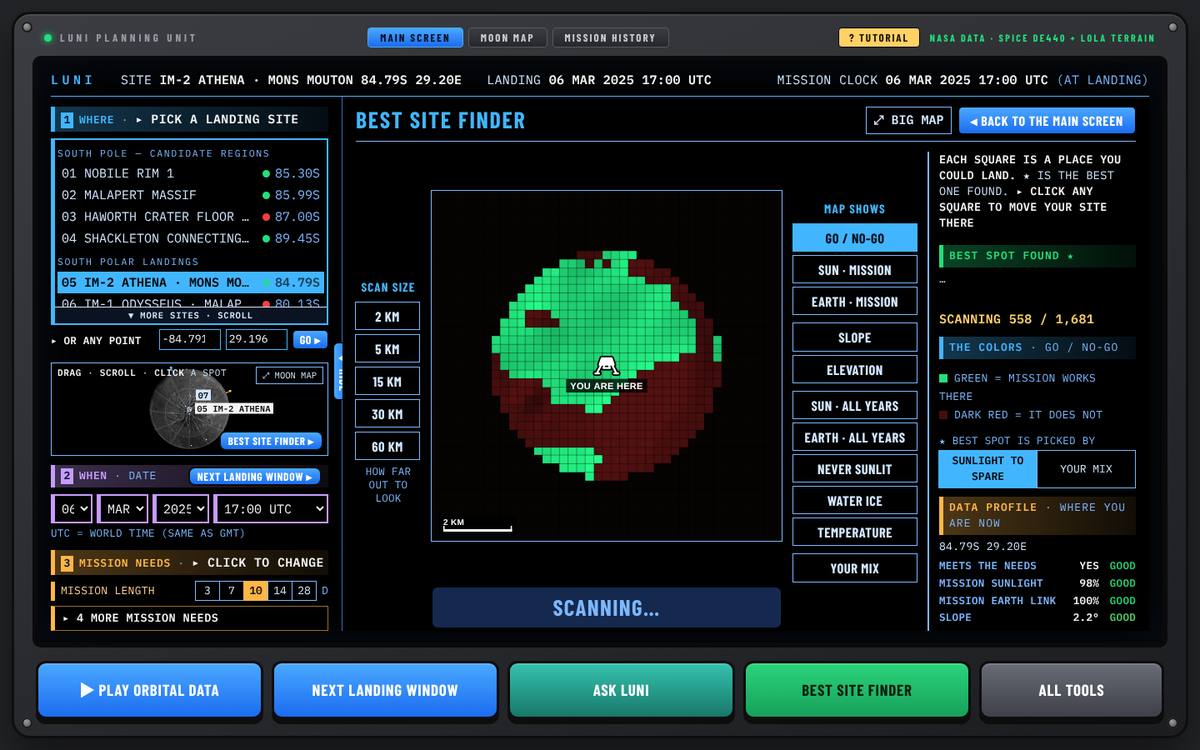 LUNI PLANNING UNIT
MAIN SCREEN
MOON MAP
MISSION HISTORY
? TUTORIAL
NASA DATA · SPICE DE440 + LOLA TERRAIN
LUNI SITE IM-2 ATHENA · MONS MOUTON 84.79S 29.20E LANDING 06 MAR 2025 17:00 UTC MISSION CLOCK 06 MAR 2025 17:00 UTC (AT LANDING)
1 WHERE · ▸ PICK A LANDING SITE
SOUTH POLE — CANDIDATE REGIONS
01 NOBILE RIM 1 85.30S
02 MALAPERT MASSIF 85.99S
03 HAWORTH CRATER FLOOR … 87.00S
04 SHACKLETON CONNECTING… 89.45S
SOUTH POLAR LANDINGS
05 IM-2 ATHENA · MONS MO… 84.79S
06 IM-1 ODYSSEUS · MALAP… 80.13S
▼ MORE SITES · SCROLL
▸ OR ANY POINT -84.791 29.196 GO ▸
DRAG · SCROLL · CLICK A SPOT
⤢ MOON MAP
07
05 IM-2 ATHENA
BEST SITE FINDER ▸
2 WHEN · DATE
NEXT LANDING WINDOW ▸
06 MAR 2025 17:00 UTC
UTC = WORLD TIME (SAME AS GMT)
3 MISSION NEEDS · ▸ CLICK TO CHANGE
MISSION LENGTH 3 7 10 14 28 D
▸ 4 MORE MISSION NEEDS
BEST SITE FINDER
⤢ BIG MAP
◂ BACK TO THE MAIN SCREEN
SCAN SIZE
2 KM
5 KM
15 KM
30 KM
60 KM
HOW FAR
OUT TO
LOOK
YOU ARE HERE
2 KM
SCANNING…
MAP SHOWS
GO / NO-GO
SUN · MISSION
EARTH · MISSION
SLOPE
ELEVATION
SUN · ALL YEARS
EARTH · ALL YEARS
NEVER SUNLIT
WATER ICE
TEMPERATURE
YOUR MIX
EACH SQUARE IS A PLACE YOU
COULD LAND. ★ IS THE BEST
ONE FOUND. ▸ CLICK ANY
SQUARE TO MOVE YOUR SITE
THERE
BEST SPOT FOUND ★
…
SCANNING 558 / 1,681
THE COLORS · GO / NO-GO
GREEN = MISSION WORKS
THERE
DARK RED = IT DOES NOT
★ BEST SPOT IS PICKED BY
SUNLIGHT TO
SPARE
YOUR MIX
DATA PROFILE · WHERE YOU
ARE NOW
84.79S 29.20E
MEETS THE NEEDS YES GOOD
MISSION SUNLIGHT 98% GOOD
MISSION EARTH LINK 100% GOOD
SLOPE 2.2° GOOD
▶ PLAY ORBITAL DATA
NEXT LANDING WINDOW
ASK LUNI
BEST SITE FINDER
ALL TOOLS